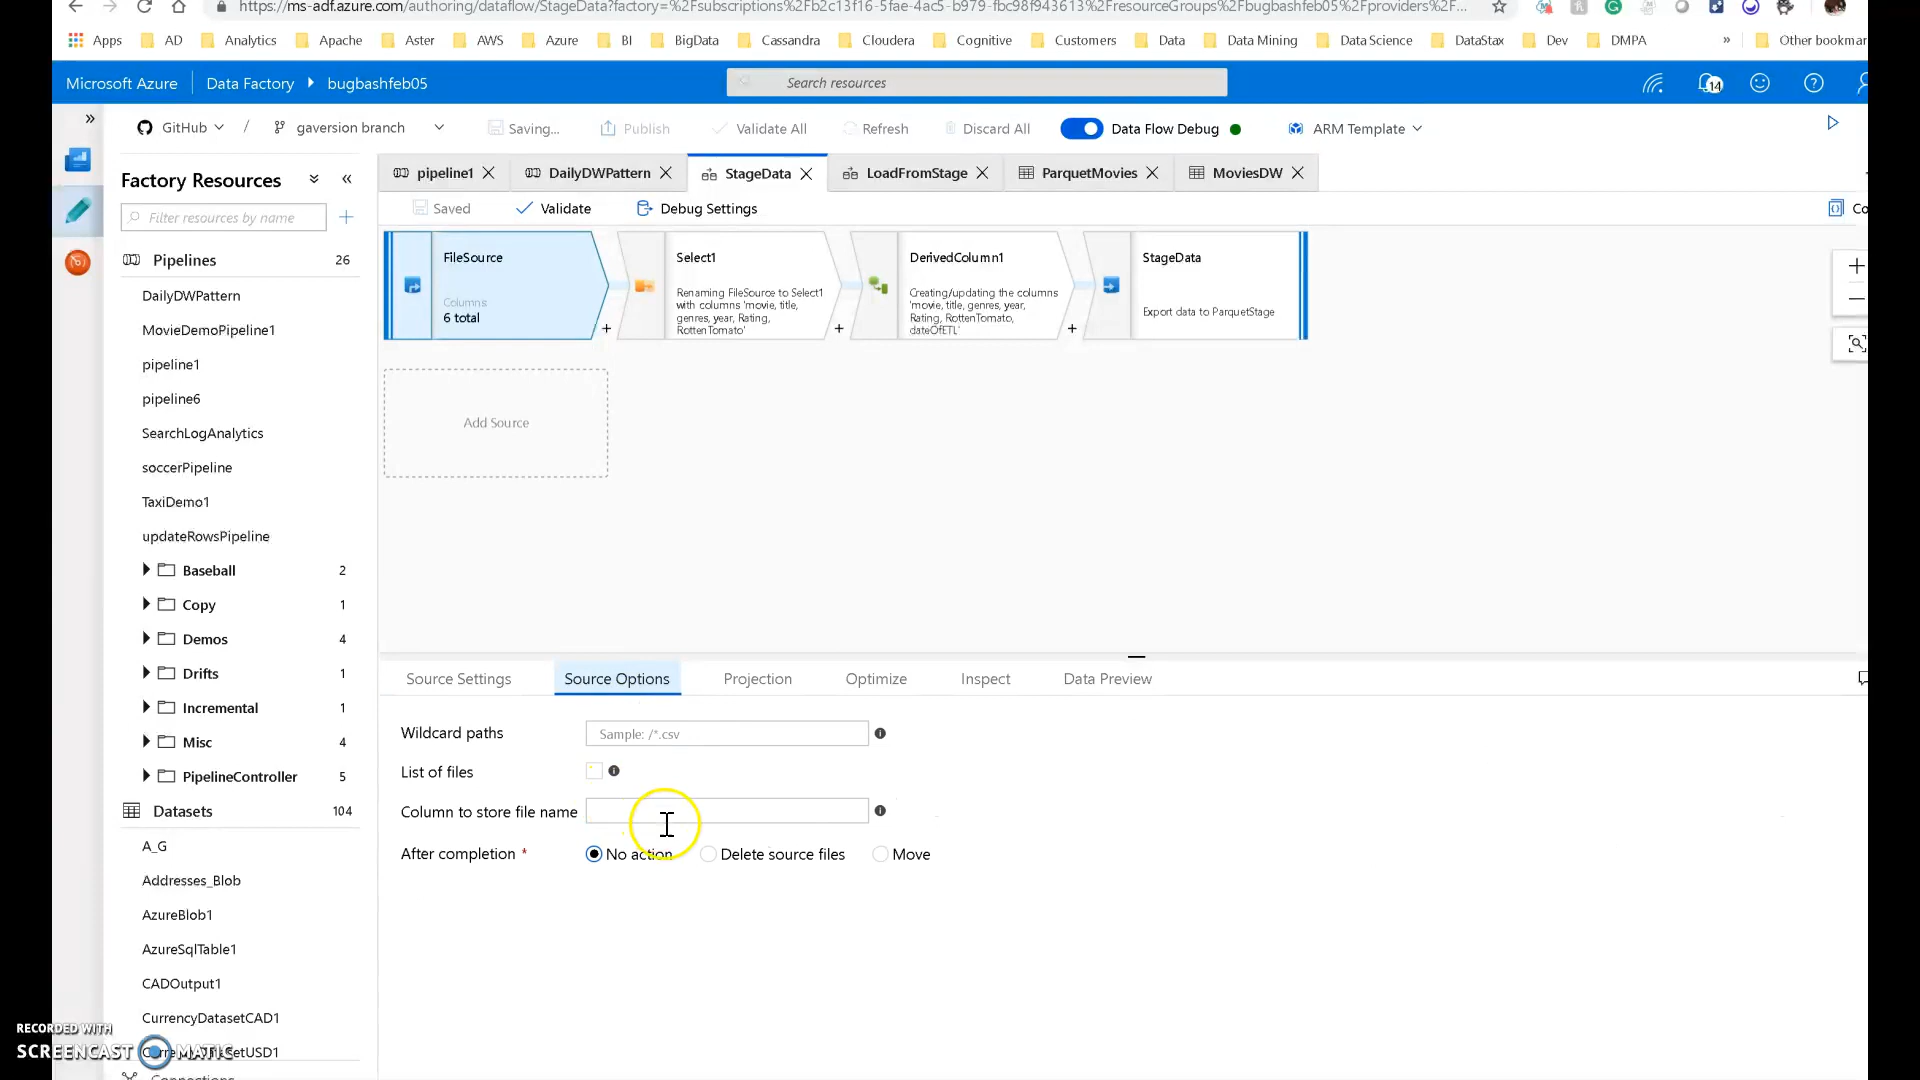 https://ms-adf.azure.com/authoring/dataflow/StageData?factory=%2Fsubscriptions%2Fb2c13f16-5fae-4ac5-b979-fbc98f943613%2FresourceGroups%2Fbugbashfeb05%2Fproviders%2F...
Apps AD Analytics Apache Aster AWS Azure BI BigData Cassandra Cloudera Cognitive Customers Data Data Mining Data Science DataStax Dev DMPA » Other bookmar
Microsoft Azure Data Factory bugbashfeb05 Search resources 14
» GitHub / gaversion branch Saving... Publish Validate All Refresh Discard All Data Flow Debug ARM Template
Factory Resources «
pipeline1 DailyDWPattern StageData LoadFromStage ParquetMovies MoviesDW
Filter resources by name +
Saved Validate Debug Settings Co
Pipelines 26
DailyDWPattern
MovieDemoPipeline1
pipeline1
pipeline6
SearchLogAnalytics
soccerPipeline
TaxiDemo1
updateRowsPipeline
Baseball 2
Copy 1
Demos 4
Drifts 1
Incremental 1
Misc 4
PipelineController 5
Datasets 104
A_G
Addresses_Blob
AzureBlob1
AzureSqlTable1
CADOutput1
CurrencyDatasetCAD1
FileSource
Columns
6 total
+
Select1
Renaming FileSource to Select1
with columns 'movie, title,
genres, year, Rating,
RottenTomato'
+
DerivedColumn1
Creating/updating the columns
'movie, title, genres, year,
Rating, RottenTomato,
dateOfETL'
+
StageData
Export data to ParquetStage
Add Source
Source Settings Source Options Projection Optimize Inspect Data Preview
Wildcard paths Sample: /*.csv
List of files
Column to store file name
After completion * No action Delete source files Move
RECORDED WITH
SCREENCAST MATIC